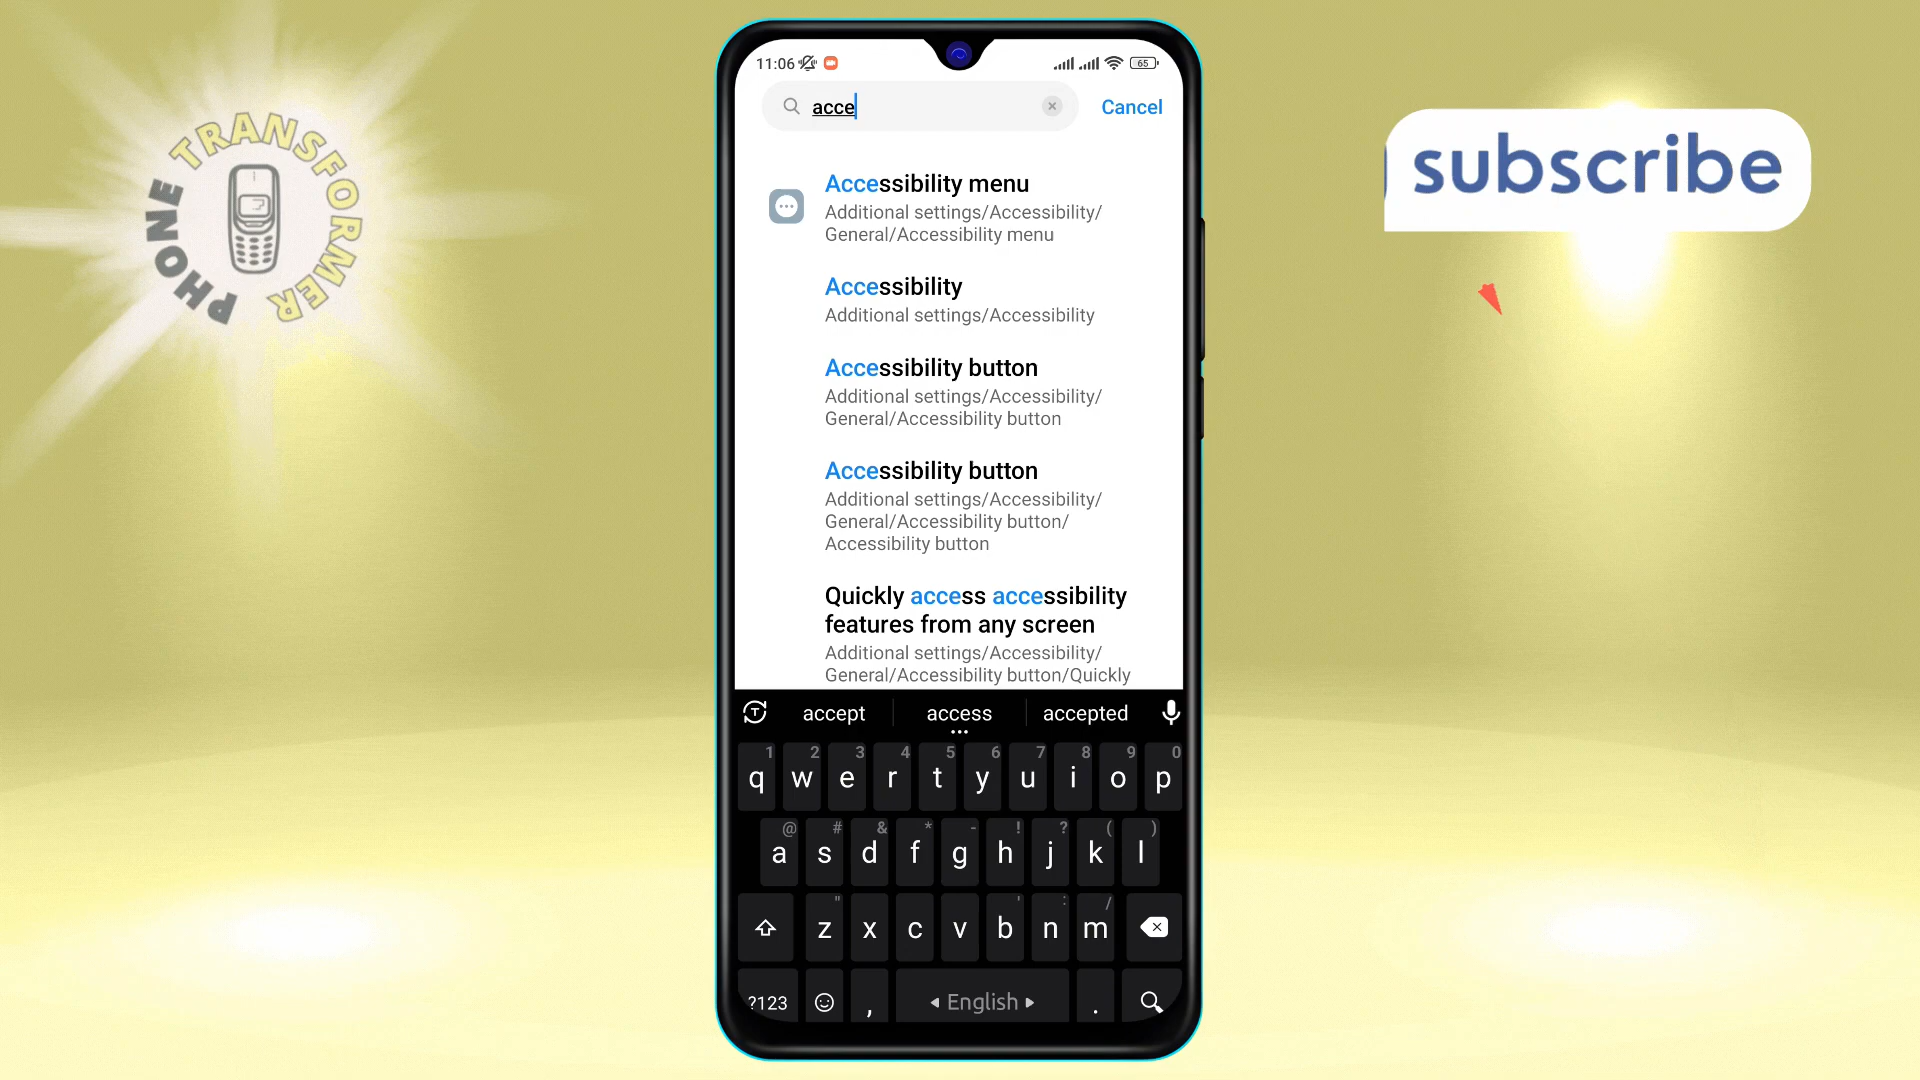 PHONE TRANSFORMER
subscribe
11:06
65
acce
Cancel
Accessibility menu
Additional settings/Accessibility/
General/Accessibility menu
Accessibility
Additional settings/Accessibility
Accessibility button
Additional settings/Accessibility/
General/Accessibility button
Accessibility button
Additional settings/Accessibility/
General/Accessibility button/
Accessibility button
Quickly access accessibility
features from any screen
Additional settings/Accessibility/
General/Accessibility button/Quickly
T
accept access accepted
1 2 3 4 5 6 7 8 9 0
q w e r t y u i o p
@ # & * - ! ? ( )
a s d f g h j k l
" ' : /
z x c v b n m
?123 , English .